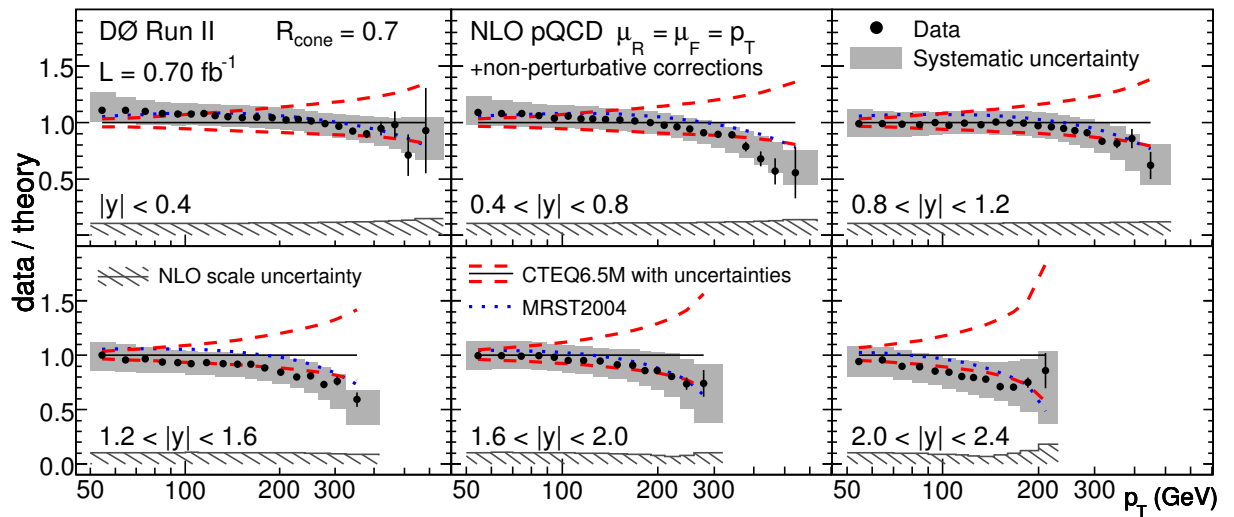 DØ Run II R_cone = 0.7
L = 0.70 fb⁻¹
NLO pQCD μ_R = μ_F = p_T
+non-perturbative corrections
Data
Systematic uncertainty
1.5
1.0
0.5
|y| < 0.4
0.4 < |y| < 0.8
0.8 < |y| < 1.2
data / theory
NLO scale uncertainty
CTEQ6.5M with uncertainties
MRST2004
1.5
1.0
0.5
0.0
1.2 < |y| < 1.6
1.6 < |y| < 2.0
2.0 < |y| < 2.4
50 100 200 300
50 100 200 300
50 100 200 300
p_T (GeV)